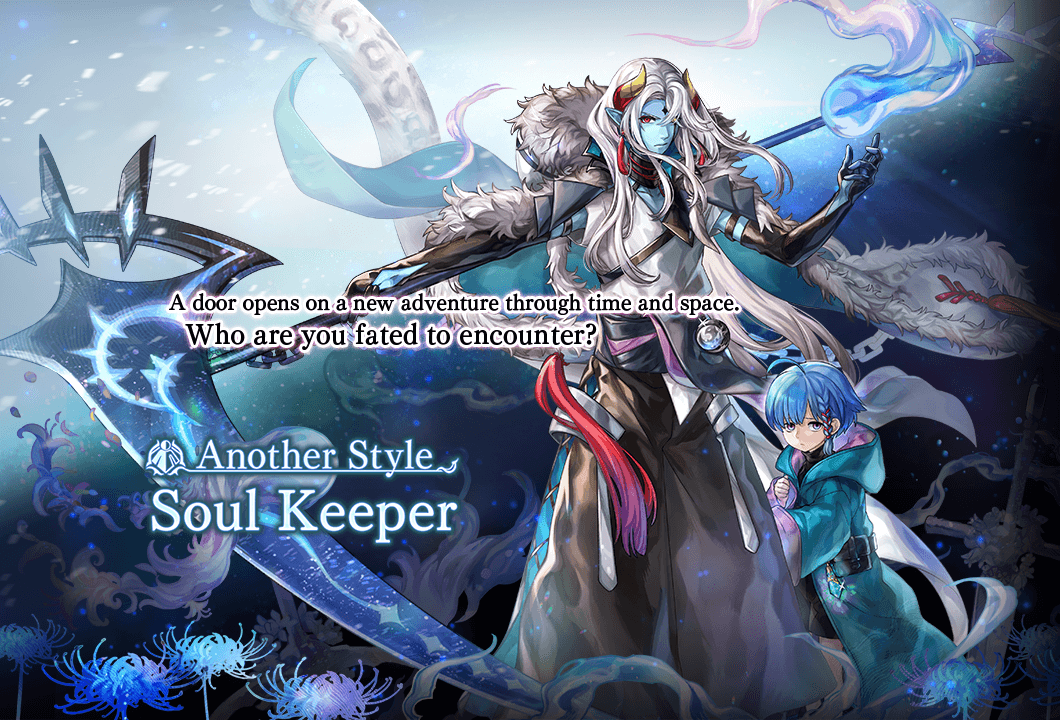 A door opens on a new adventure through time and space.
Who are you fated to encounter?
Another Style
Soul Keeper